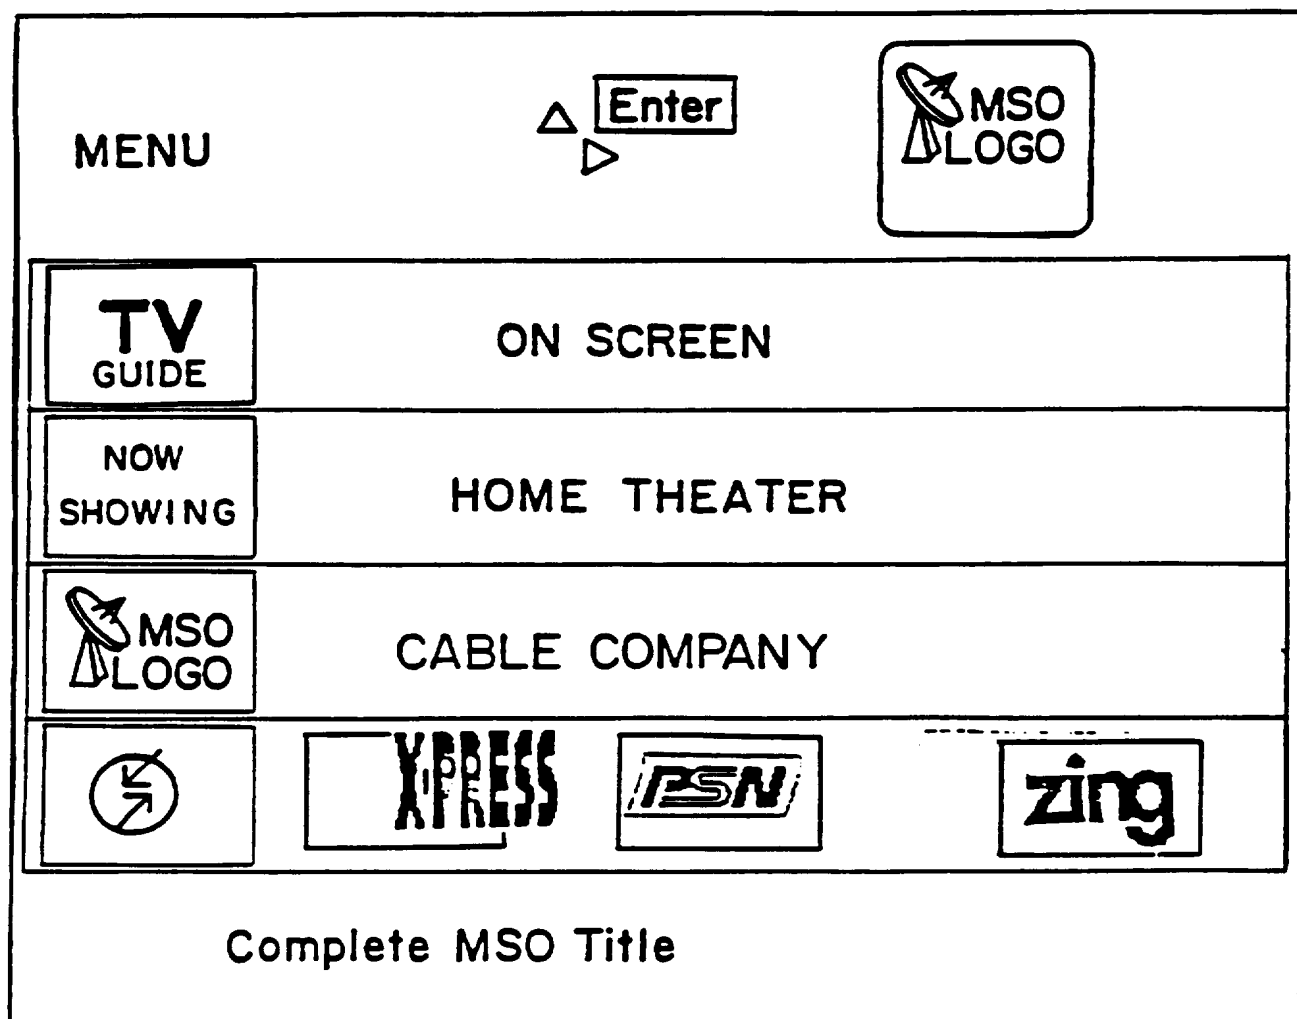 MENU
Enter
MSO
LOGO
TV
GUIDE
ON SCREEN
NOW
SHOWING
HOME THEATER
MSO
LOGO
CABLE COMPANY
X-PRESS
PSN
zing
Complete MSO Title